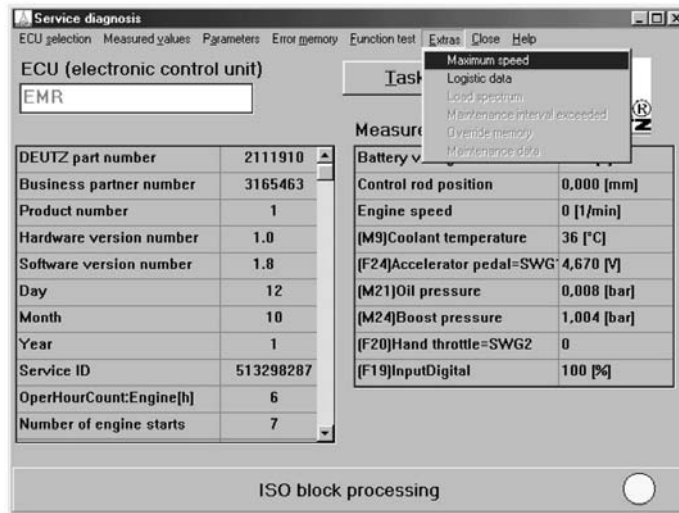 Service diagnosis
ECU selection Measured values Parameters Error memory Function test Extras Close Help
Maximum speed
Logistic data
Load spectrum
Maintenance interval exceeded
Override memory
Maintenance data
ECU (electronic control unit)
EMR
®
DEUTZ part number 2111910
Business partner number 3165463
Product number 1
Hardware version number 1.0
Software version number 1.8
Day 12
Month 10
Year 1
Service ID 513298287
OperHourCount:Engine[h] 6
Number of engine starts 7
Battery
Control rod position 0,000 [mm]
Engine speed 0 [1/min]
(M9)Coolant temperature 36 [°C]
(F24)Accelerator pedal=SWG 4,670 [V]
(M21)Oil pressure 0,008 [bar]
(M24)Boost pressure 1,004 [bar]
(F20)Hand throttle=SWG2 0
(F19)InputDigital 100 [%]
ISO block processing